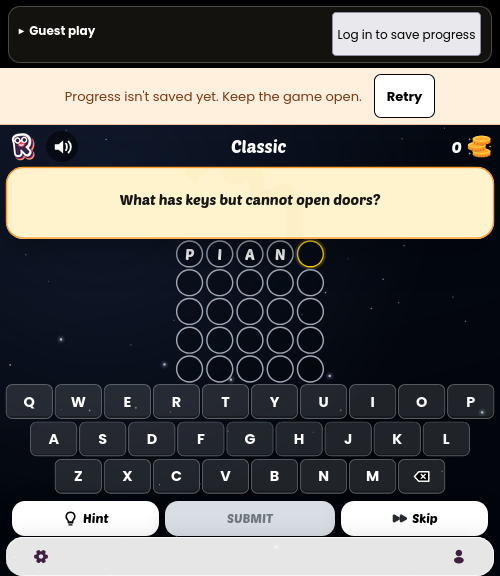 ▸ Guest play
Log in to save progress
Progress isn't saved yet. Keep the game open.
Retry
Classic
0
What has keys but cannot open doors?
P I A N
Q W E R T Y U I O P
A S D F G H J K L
Z X C V B N M
Hint
SUBMIT
Skip